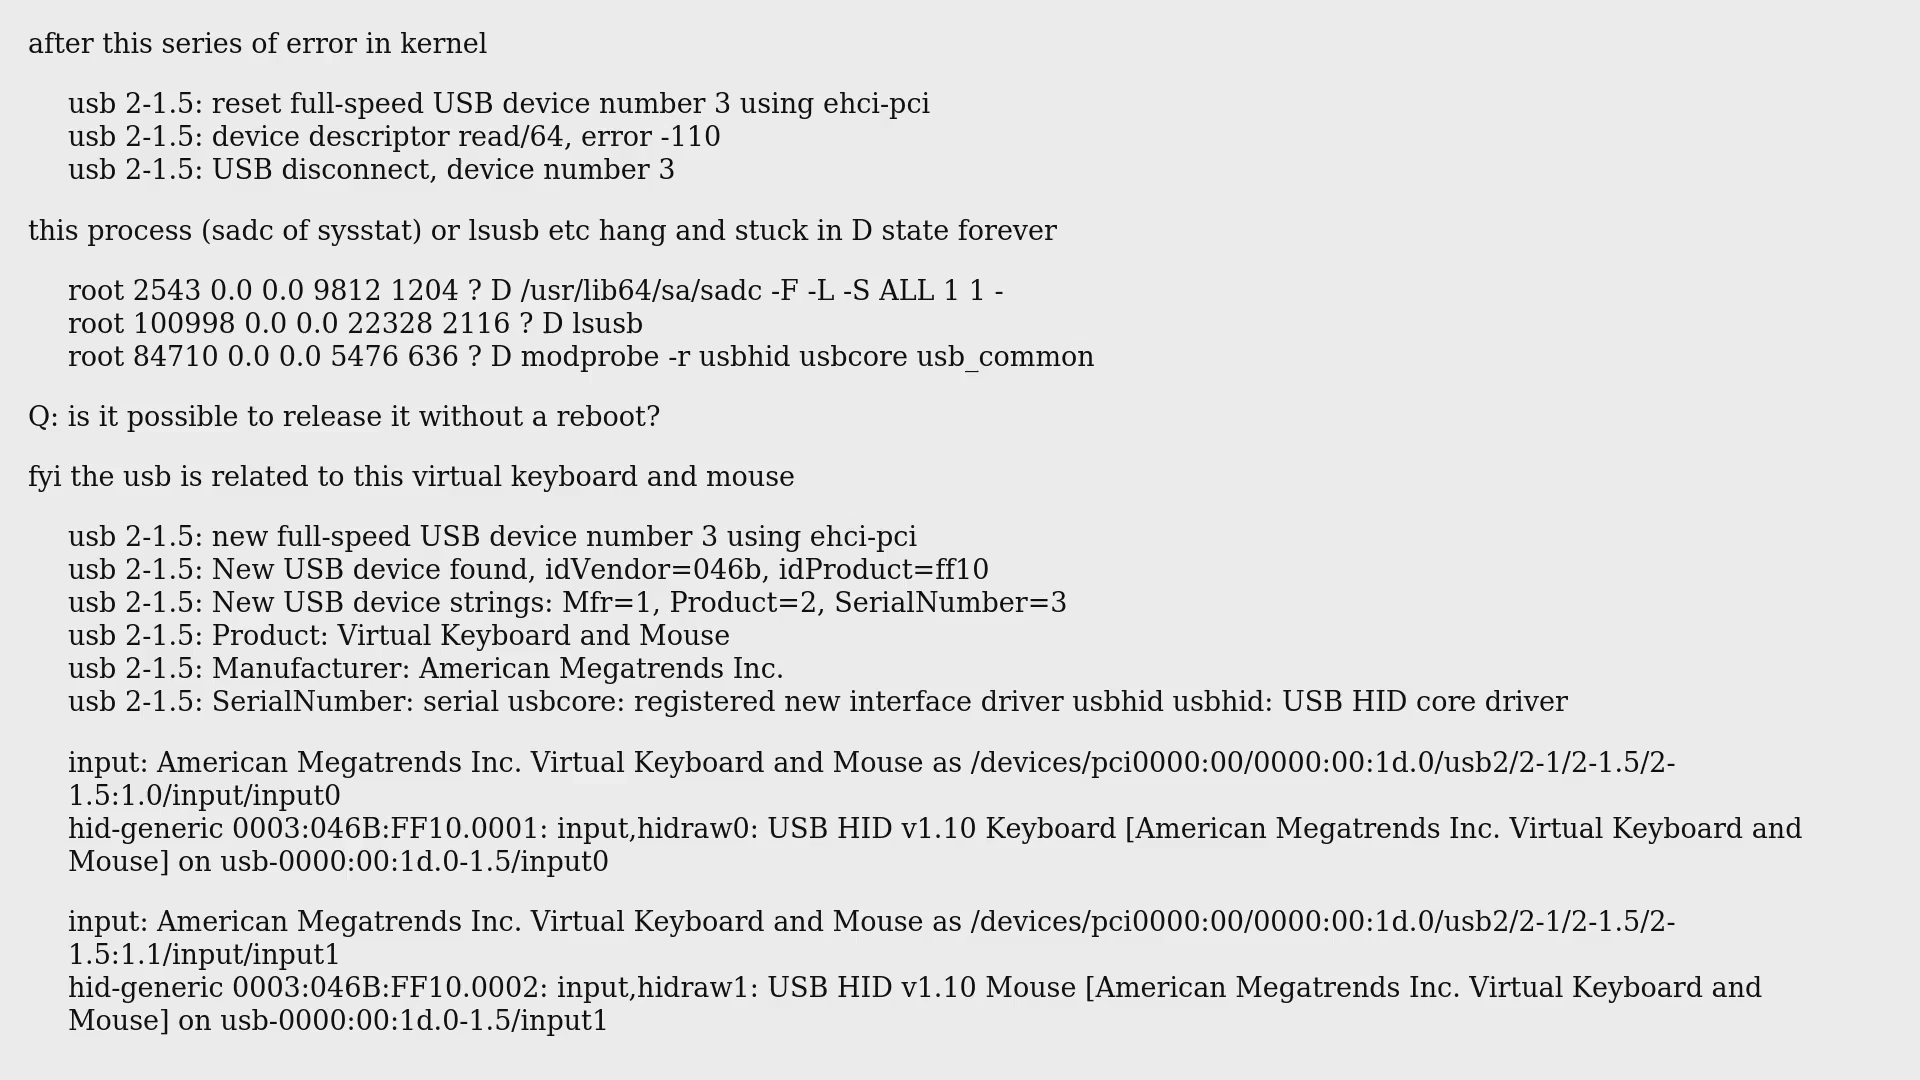 after this series of error in kernel
usb 2-1.5: reset full-speed USB device number 3 using ehci-pci
usb 2-1.5: device descriptor read/64, error -110
usb 2-1.5: USB disconnect, device number 3
this process (sadc of sysstat) or lsusb etc hang and stuck in D state forever
root 2543 0.0 0.0 9812 1204 ? D /usr/lib64/sa/sadc -F -L -S ALL 1 1 -
root 100998 0.0 0.0 22328 2116 ? D lsusb
root 84710 0.0 0.0 5476 636 ? D modprobe -r usbhid usbcore usb_common
Q: is it possible to release it without a reboot?
fyi the usb is related to this virtual keyboard and mouse
usb 2-1.5: new full-speed USB device number 3 using ehci-pci
usb 2-1.5: New USB device found, idVendor=046b, idProduct=ff10
usb 2-1.5: New USB device strings: Mfr=1, Product=2, SerialNumber=3
usb 2-1.5: Product: Virtual Keyboard and Mouse
usb 2-1.5: Manufacturer: American Megatrends Inc.
usb 2-1.5: SerialNumber: serial usbcore: registered new interface driver usbhid usbhid: USB HID core driver
input: American Megatrends Inc. Virtual Keyboard and Mouse as /devices/pci0000:00/0000:00:1d.0/usb2/2-1/2-1.5/2-
1.5:1.0/input/input0
hid-generic 0003:046B:FF10.0001: input,hidraw0: USB HID v1.10 Keyboard [American Megatrends Inc. Virtual Keyboard and
Mouse] on usb-0000:00:1d.0-1.5/input0
input: American Megatrends Inc. Virtual Keyboard and Mouse as /devices/pci0000:00/0000:00:1d.0/usb2/2-1/2-1.5/2-
1.5:1.1/input/input1
hid-generic 0003:046B:FF10.0002: input,hidraw1: USB HID v1.10 Mouse [American Megatrends Inc. Virtual Keyboard and
Mouse] on usb-0000:00:1d.0-1.5/input1